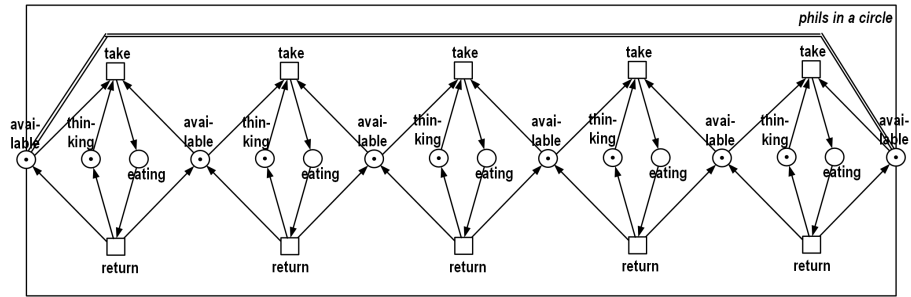 phils in a circle
take
take
take
take
take
avai-
lable
thin-
king
avai-
lable
thin-
king
avai-
lable
thin-
king
avai-
lable
thin-
king
avai-
lable
thin-
king
avai-
lable
eating
eating
eating
eating
eating
return
return
return
return
return